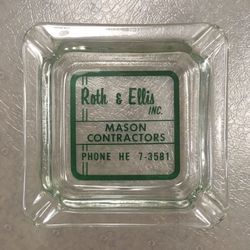 Roth & Ellis
INC.
MASON
CONTRACTORS
PHONE HE 7-3581